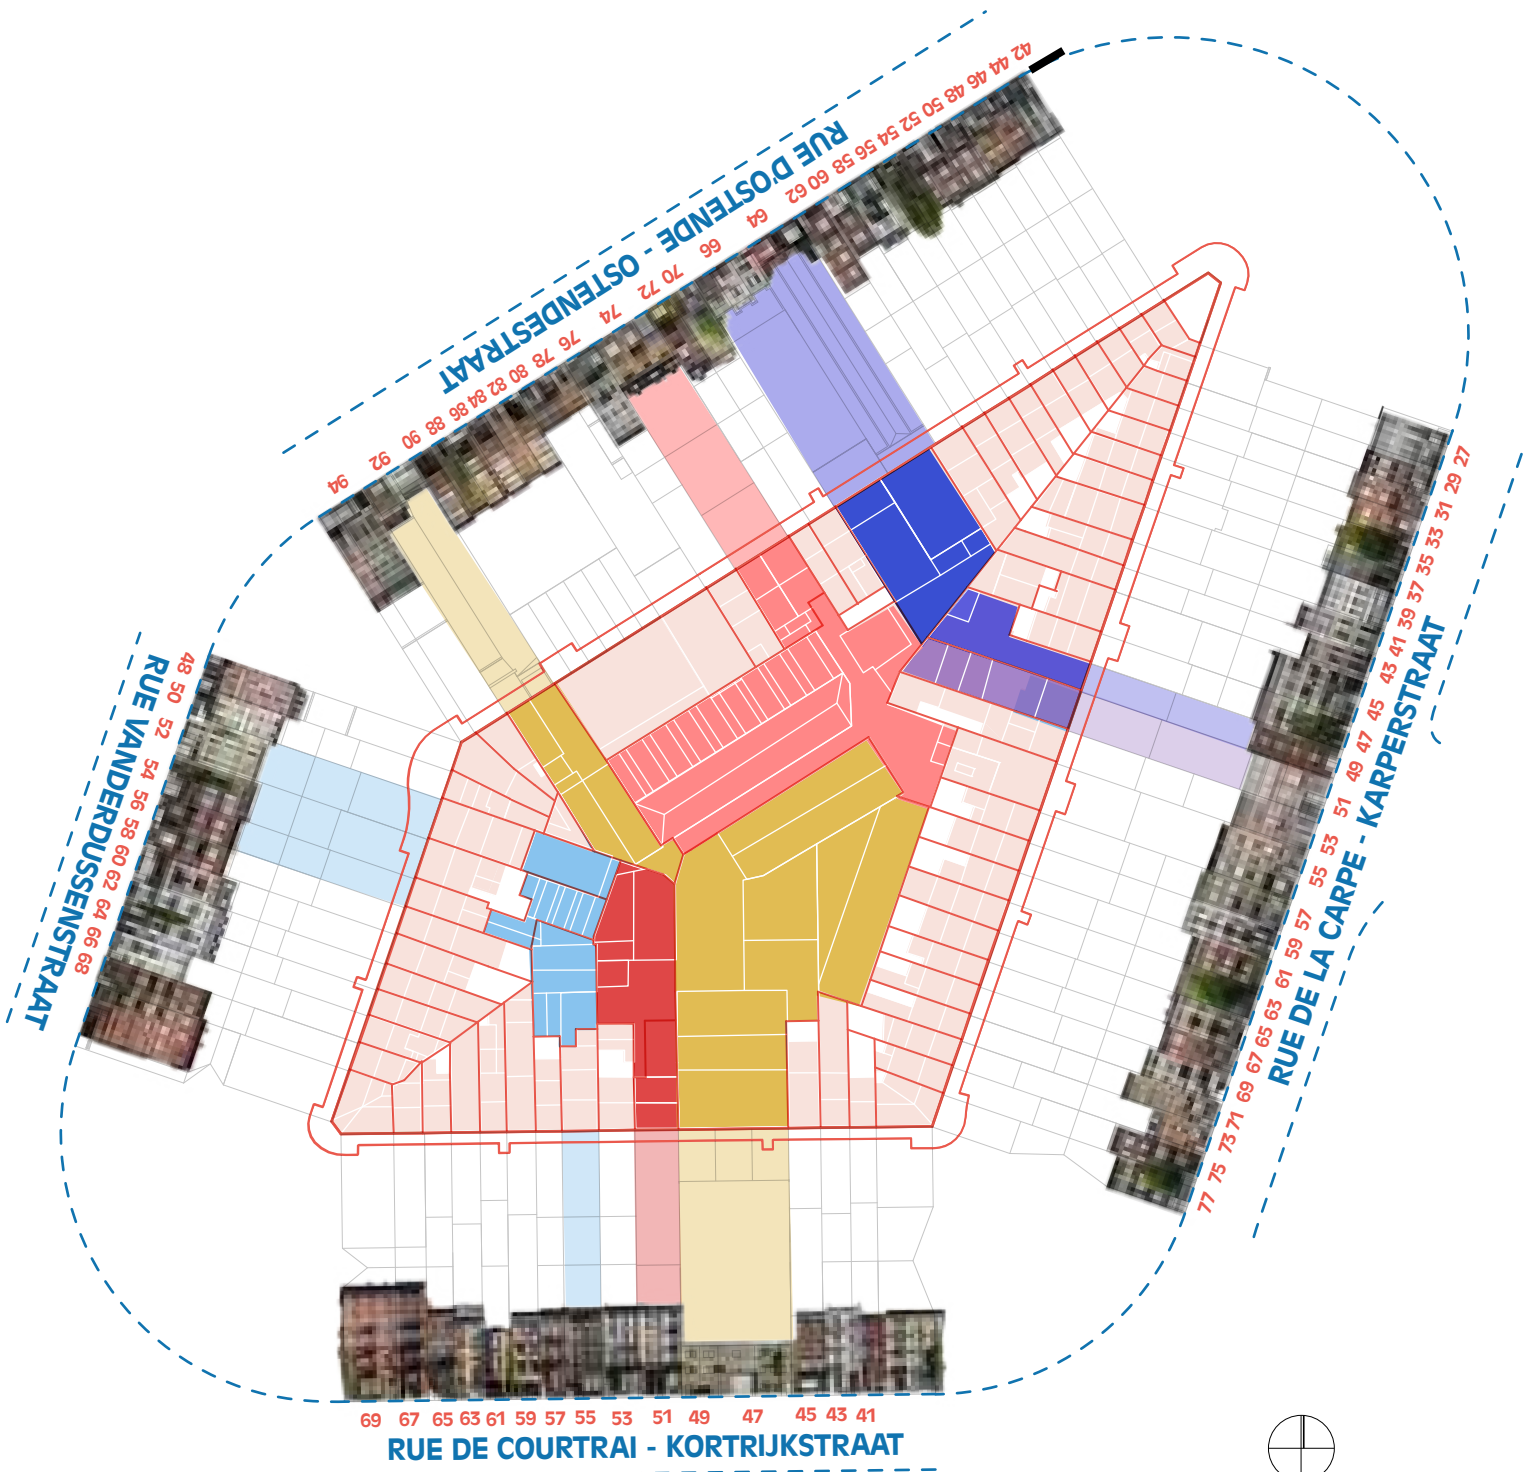 42 44 46 48 50 52 54 56 58 60 62 64 66 70 72 74 76 78 80 82 84 86 88 90 92 94
RUE D'OSTENDE - OSTENDESTRAAT
27 29 31 33 35 37 39 41 43 45 47 49 51 53 55 57 59 61 63 65 67 69 71 73 75 77
RUE DE LA CARPE - KARPERSTRAAT
48 50 52 54 56 58 60 62 64 66 68
RUE VANDERDUSSENSTRAAT
69 67 65 63 61 59 57 55 53 51 49 47 45 43 41
RUE DE COURTRAI - KORTRIJKSTRAAT